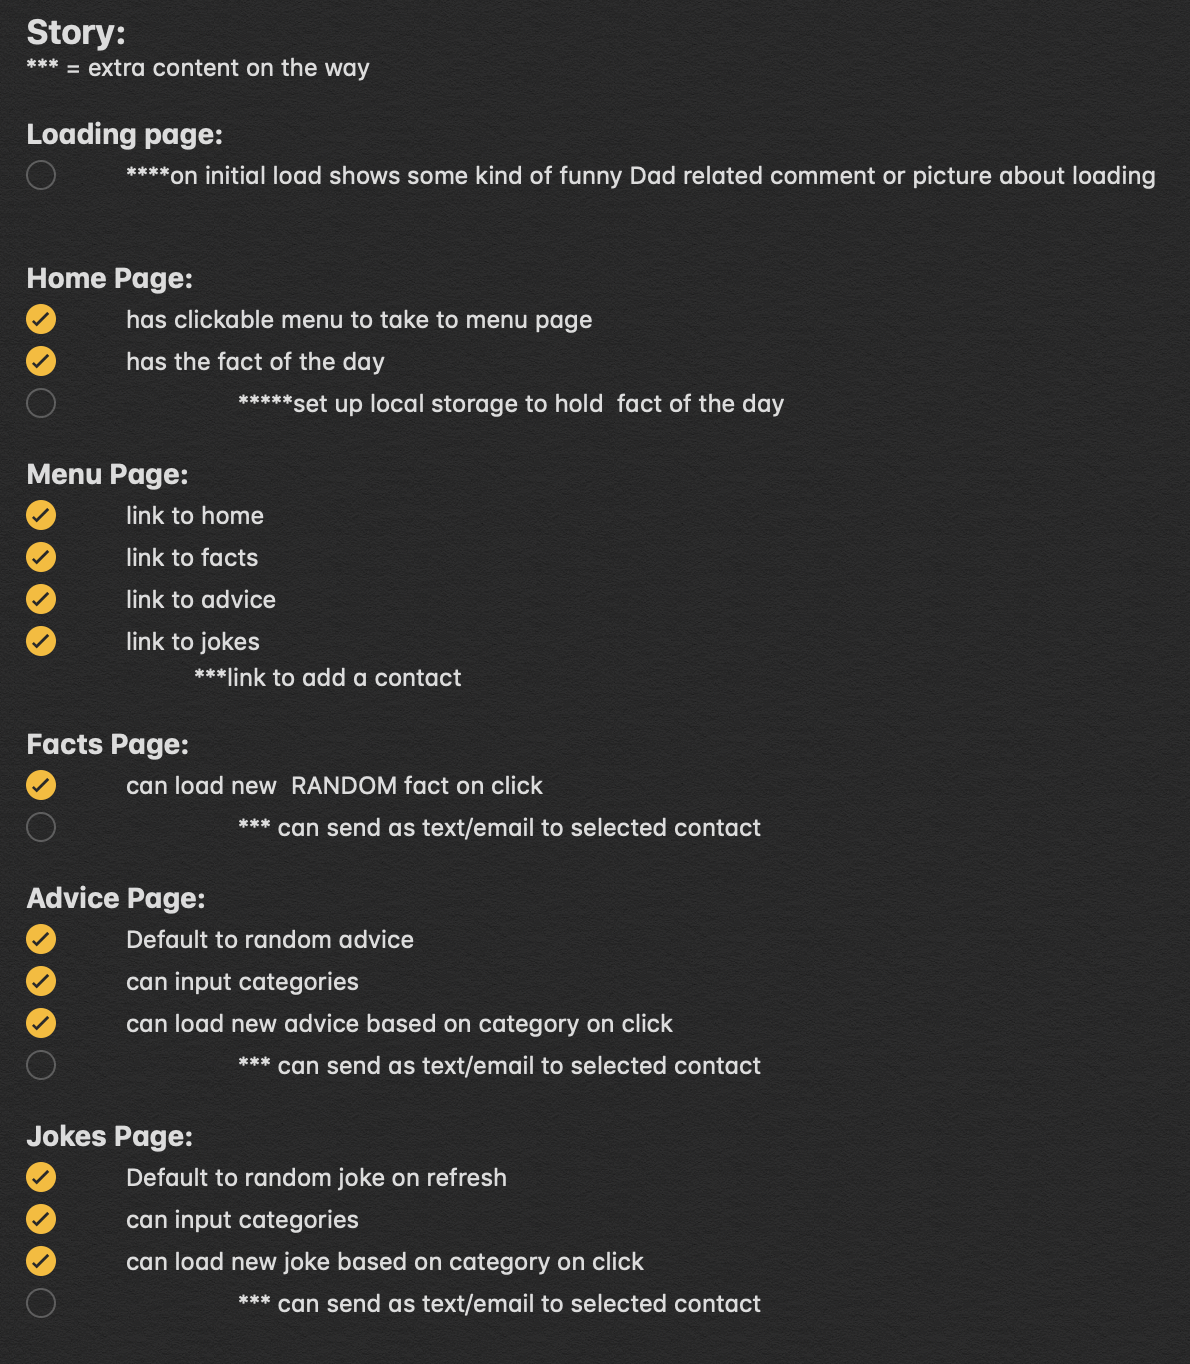 Story:
*** = extra content on the way
Loading page:
****on initial load shows some kind of funny Dad related comment or picture about loading
Home Page:
has clickable menu to take to menu page
has the fact of the day
*****set up local storage to hold  fact of the day
Menu Page:
link to home
link to facts
link to advice
link to jokes
***link to add a contact
Facts Page:
can load new  RANDOM fact on click
*** can send as text/email to selected contact
Advice Page:
Default to random advice
can input categories
can load new advice based on category on click
*** can send as text/email to selected contact
Jokes Page:
Default to random joke on refresh
can input categories
can load new joke based on category on click
*** can send as text/email to selected contact